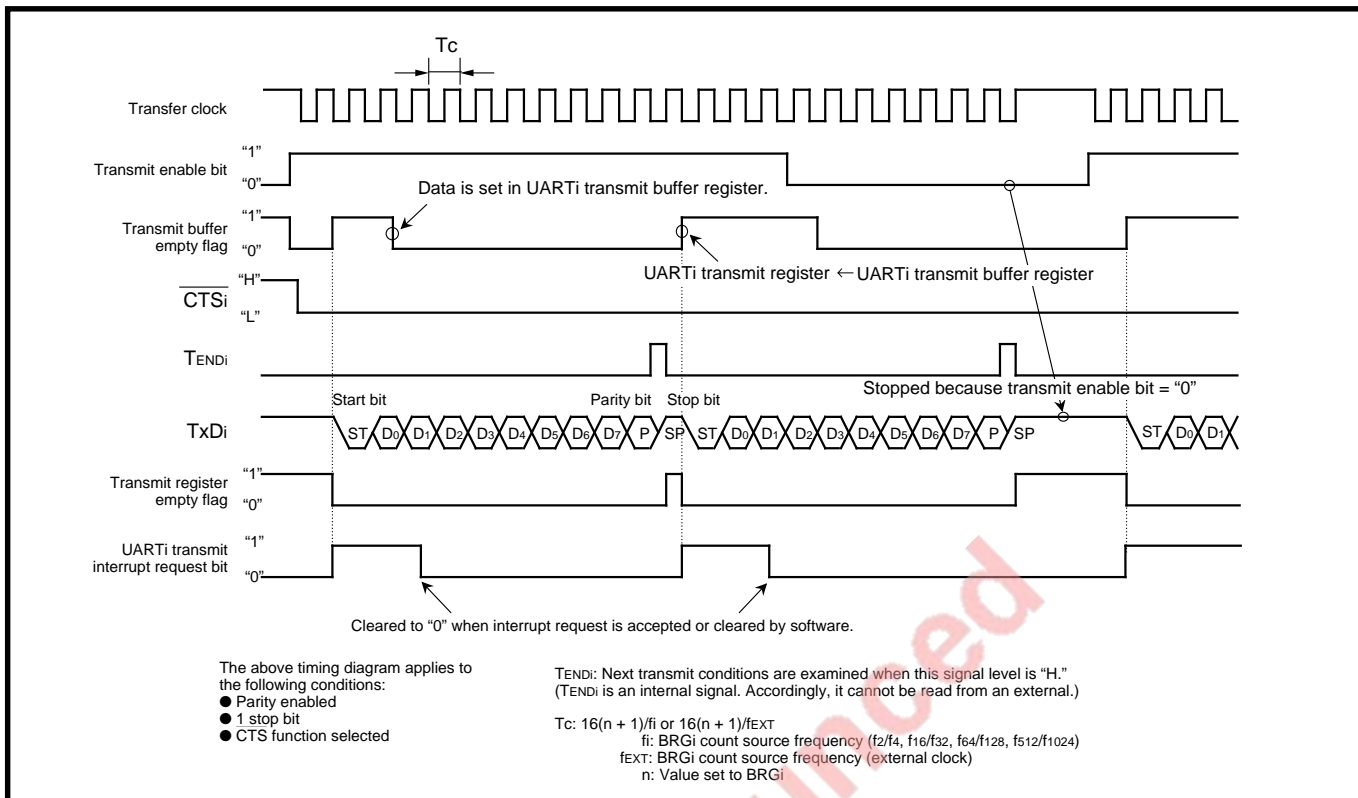 Tc
Transfer clock
Transmit enable bit
“1”
“0”
Data is set in UARTi transmit buffer register.
Transmit buffer
empty flag
“1”
“0”
UARTi transmit register ← UARTi transmit buffer register
CTSi
“H”
“L”
TENDi
Stopped because transmit enable bit = “0”
Start bit
Parity bit
Stop bit
TxDi
ST D0 D1 D2 D3 D4 D5 D6 D7 P SP ST D0 D1 D2 D3 D4 D5 D6 D7 P SP ST D0 D1
Transmit register
empty flag
“1”
“0”
UARTi transmit
interrupt request bit
“1”
“0”
Cleared to “0” when interrupt request is accepted or cleared by software.
The above timing diagram applies to
the following conditions:
● Parity enabled
● 1 stop bit
● CTS function selected
TENDi: Next transmit conditions are examined when this signal level is “H.”
(TENDi is an internal signal. Accordingly, it cannot be read from an external.)
Tc: 16(n + 1)/fi or 16(n + 1)/fEXT
fi: BRGi count source frequency (f2/f4, f16/f32, f64/f128, f512/f1024)
fEXT: BRGi count source frequency (external clock)
n: Value set to BRGi